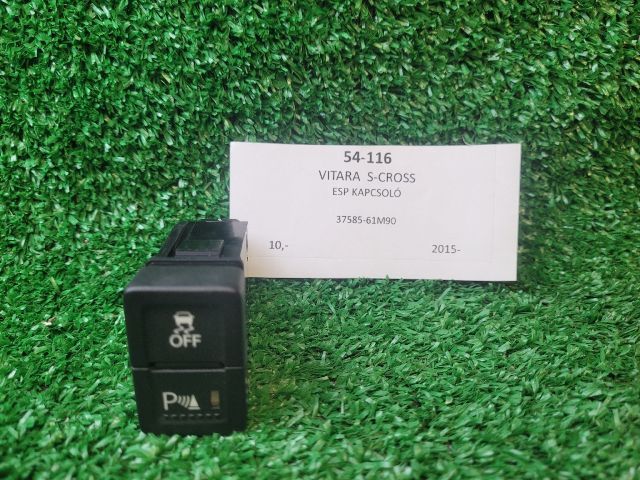 54-116
VITARA S-CROSS
ESP KAPCSOLÓ
37585-61M90
10,-
2015-
OFF
P